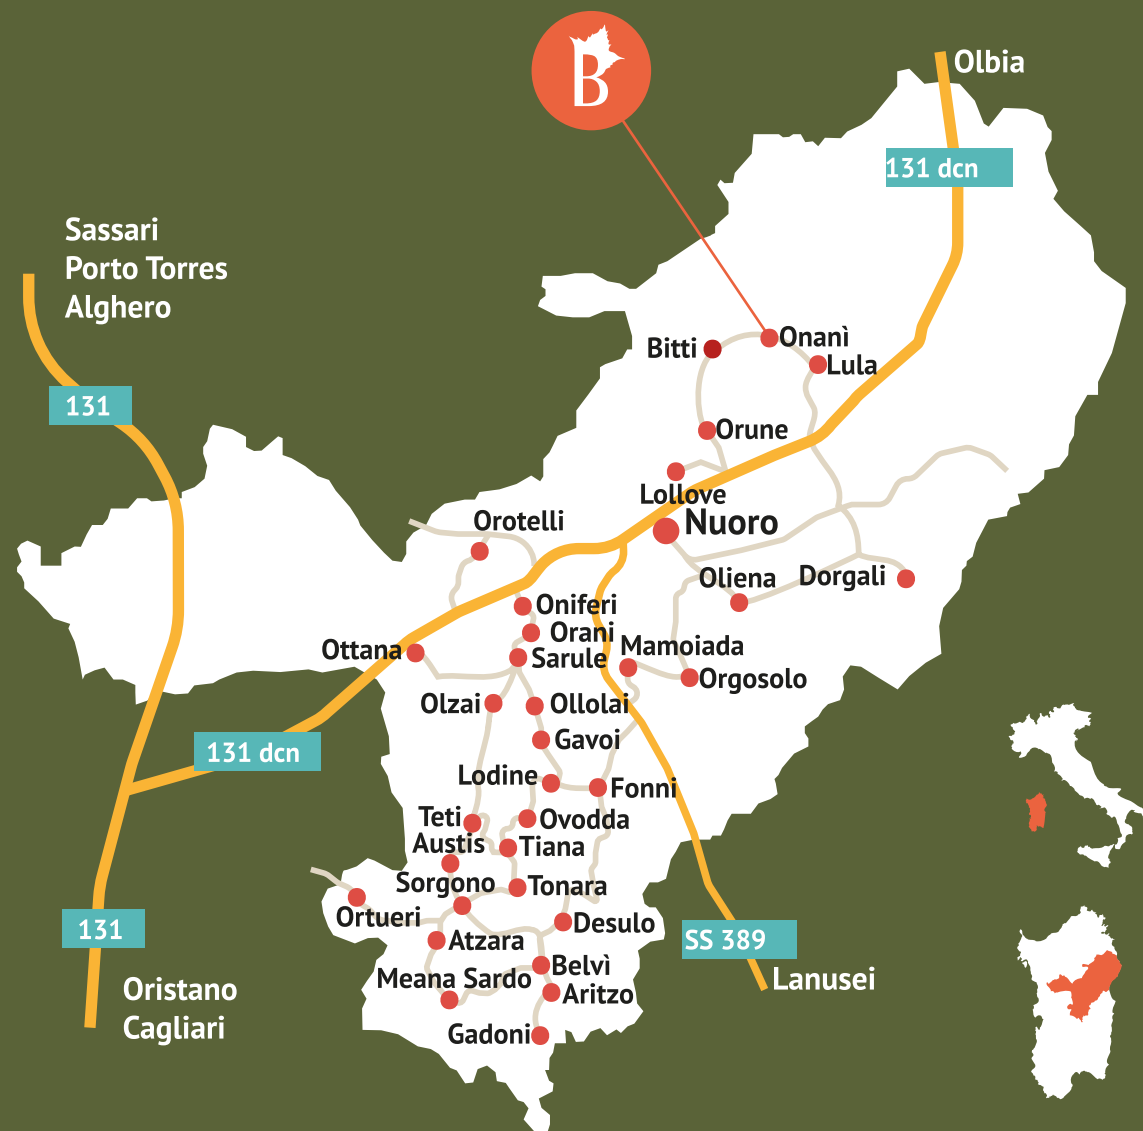 B
Olbia
131 dcn
Sassari
Porto Torres
Alghero
Onanì
Bitti
Lula
131
Orune
Lollove
Nuoro
Orotelli
Oliena
Dorgali
Oniferi
Orani
Mamoiada
Ottana
Sarule
Orgosolo
Olzai
Ollolai
Gavoi
131 dcn
Lodine
Fonni
Teti
Ovodda
Austis
Tiana
Sorgono
Tonara
Ortueri
Desulo
131
Atzara
SS 389
Belvì
Meana Sardo
Lanusei
Aritzo
Oristano
Cagliari
Gadoni